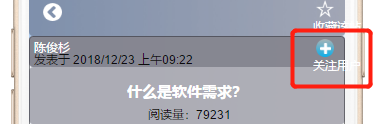 陈俊杉
发表于 2018/12/23 上午09:22
关注用户
什么是软件需求?
阅读量：79231